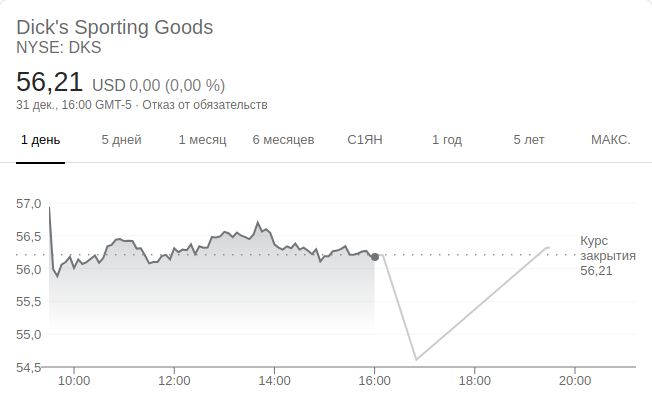 Dick's Sporting Goods
NYSE: DKS
56,21 USD 0,00 (0,00 %)
31 дек., 16:00 GMT-5 · Отказ от обязательств
1 день 5 дней 1 месяц 6 месяцев С1ЯН 1 год 5 лет МАКС.
57,0
56,5
56,0
55,5
55,0
54,5
Курс
закрытия
56,21
10:00 12:00 14:00 16:00 18:00 20:00